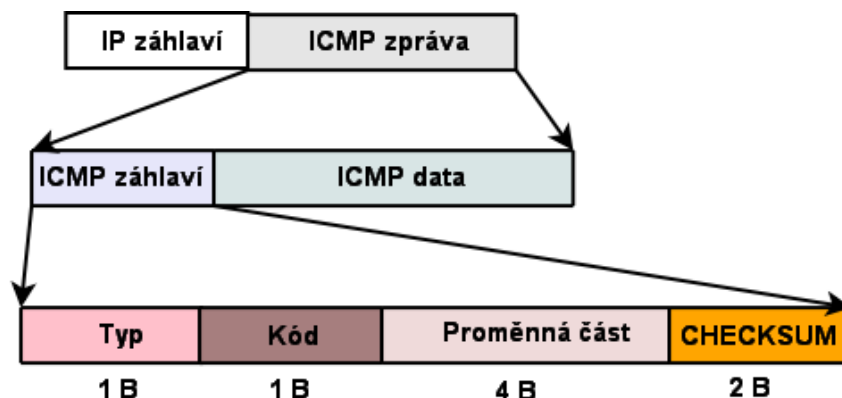 IP záhlaví
ICMP zpráva
ICMP záhlaví
ICMP data
Typ
Kód
Proměnná část
CHECKSUM
1 B
1 B
4 B
2 B